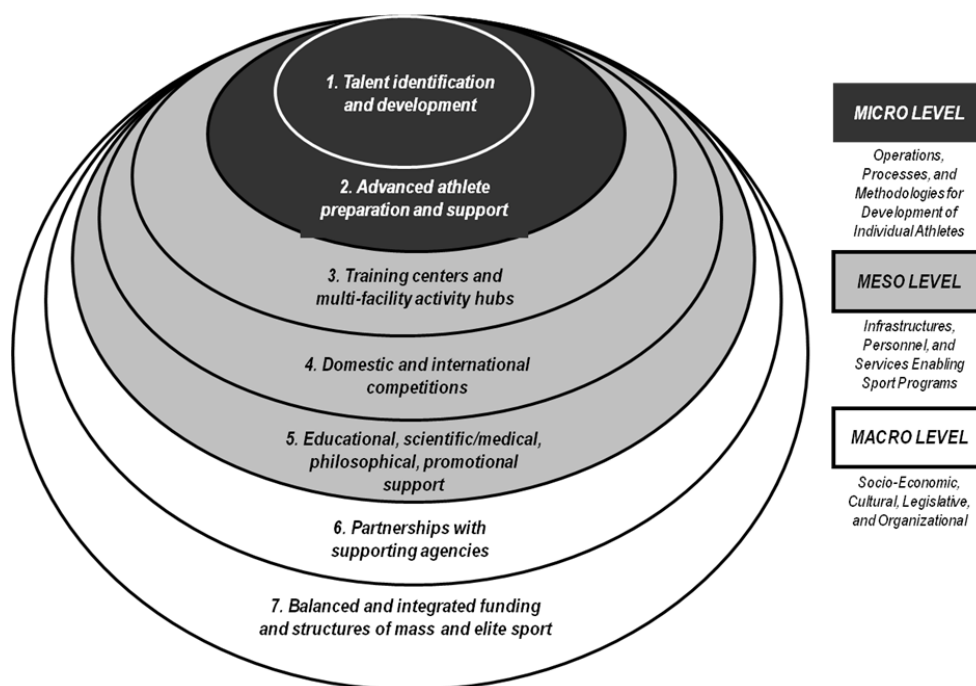 1. Talent identification
and development
2. Advanced athlete
preparation and support
3. Training centers and
multi-facility activity hubs
4. Domestic and international
competitions
5. Educational, scientific/medical,
philosophical, promotional
support
6. Partnerships with
supporting agencies
7. Balanced and integrated funding
and structures of mass and elite sport
MICRO LEVEL
Operations,
Processes, and
Methodologies for
Development of
Individual Athletes
MESO LEVEL
Infrastructures,
Personnel, and
Services Enabling
Sport Programs
MACRO LEVEL
Socio-Economic,
Cultural, Legislative,
and Organizational